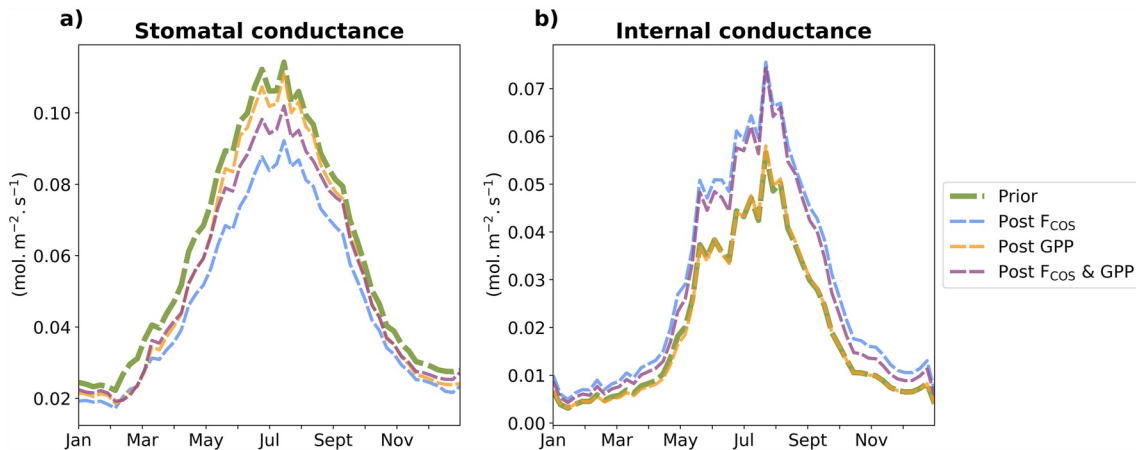 a)
Stomatal conductance
(mol. m⁻². s⁻¹)
0.10
0.08
0.06
0.04
0.02
Jan Mar May Jul Sept Nov
b)
Internal conductance
(mol. m⁻². s⁻¹)
0.07
0.06
0.05
0.04
0.03
0.02
0.01
0.00
Jan Mar May Jul Sept Nov
Prior
Post F_COS
Post GPP
Post F_COS & GPP